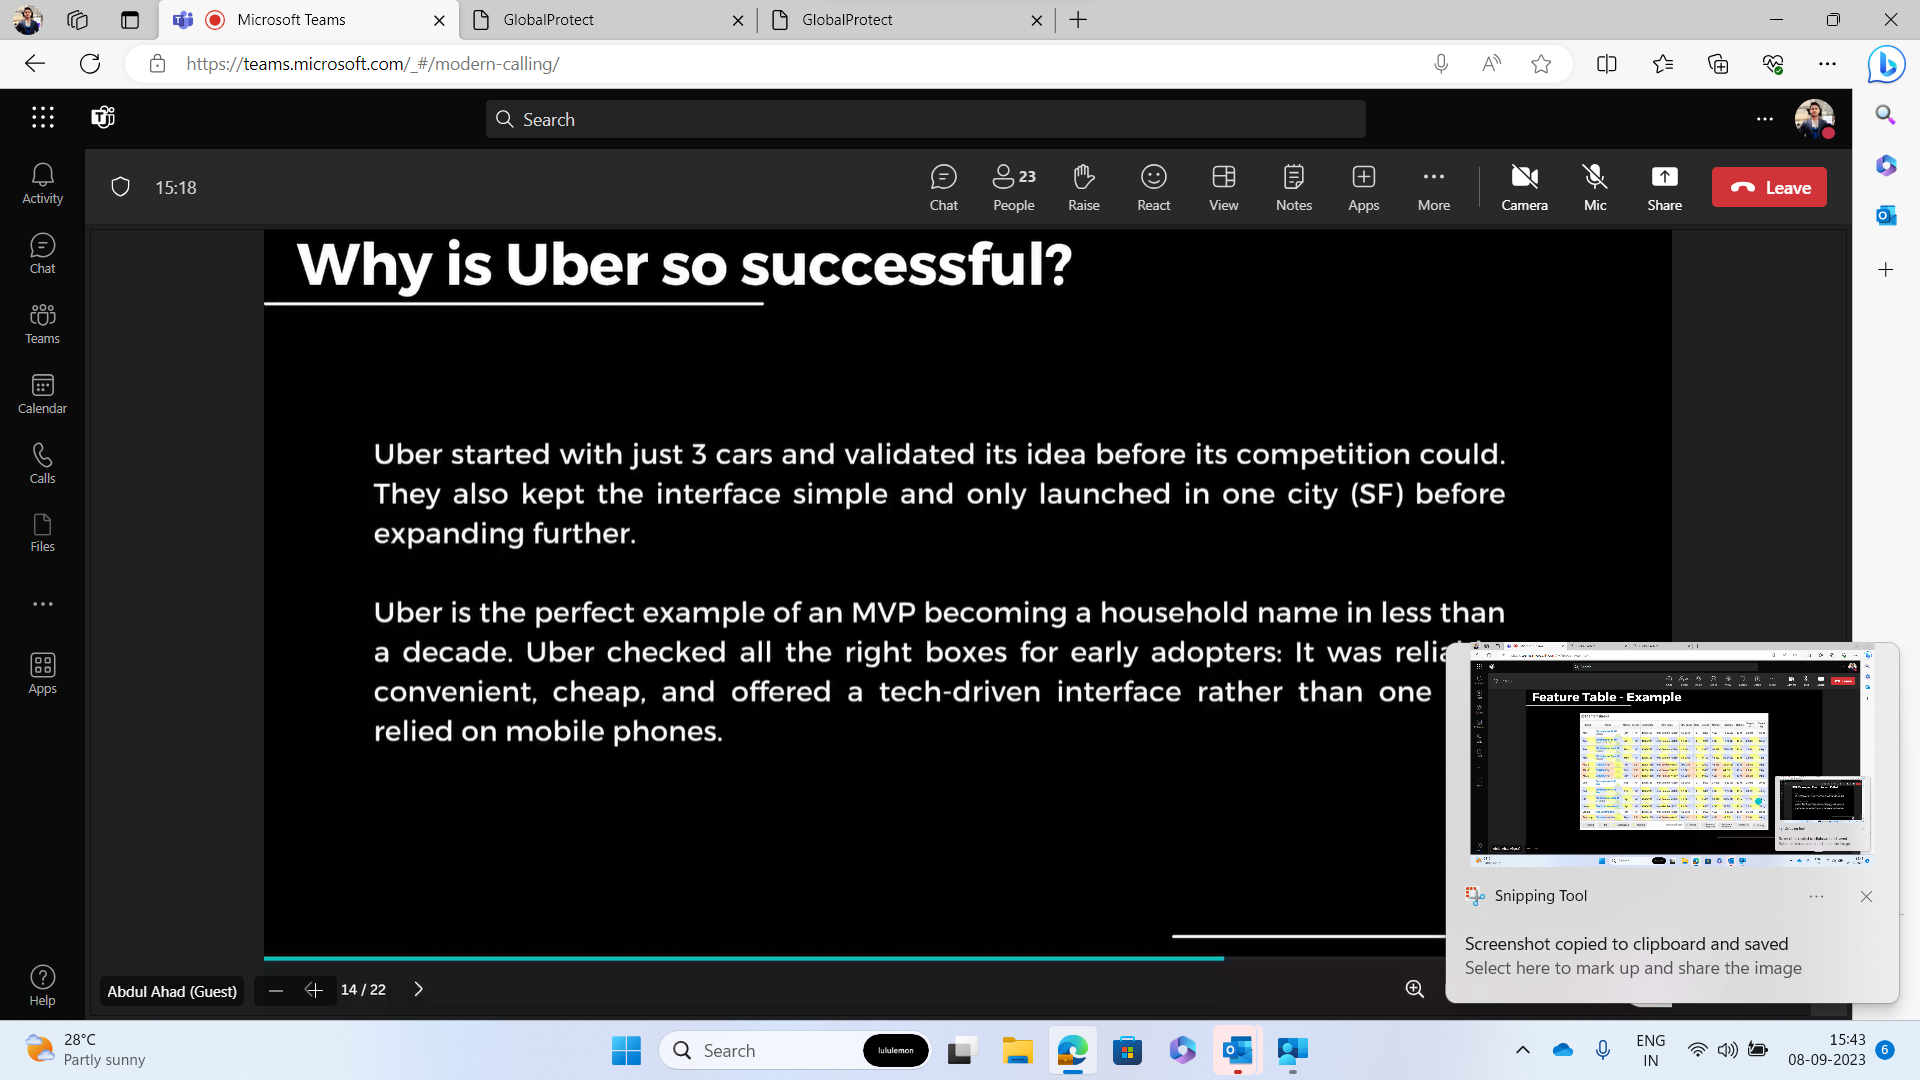 Microsoft Teams
GlobalProtect
GlobalProtect
https://teams.microsoft.com/_#/modern-calling/
Search
Activity
Chat
Teams
Calendar
Calls
Files
Apps
Help
15:18
Chat
23
People
Raise
React
View
Notes
Apps
More
Camera
Mic
Share
Leave
Why is Uber so successful?
Uber started with just 3 cars and validated its idea before its competition could.
They also kept the interface simple and only launched in one city (SF) before
expanding further.
Uber is the perfect example of an MVP becoming a household name in less than
a decade. Uber checked all the right boxes for early adopters: It was
convenient, cheap, and offered a tech-driven interface rather than one
relied on mobile phones.
Feature Table - Example
Snipping Tool
Screenshot copied to clipboard and saved
Select here to mark up and share the image
Abdul Ahad (Guest)
14 / 22
28°C
Partly sunny
Search
lululemon
ENG
IN
15:43
08-09-2023
6